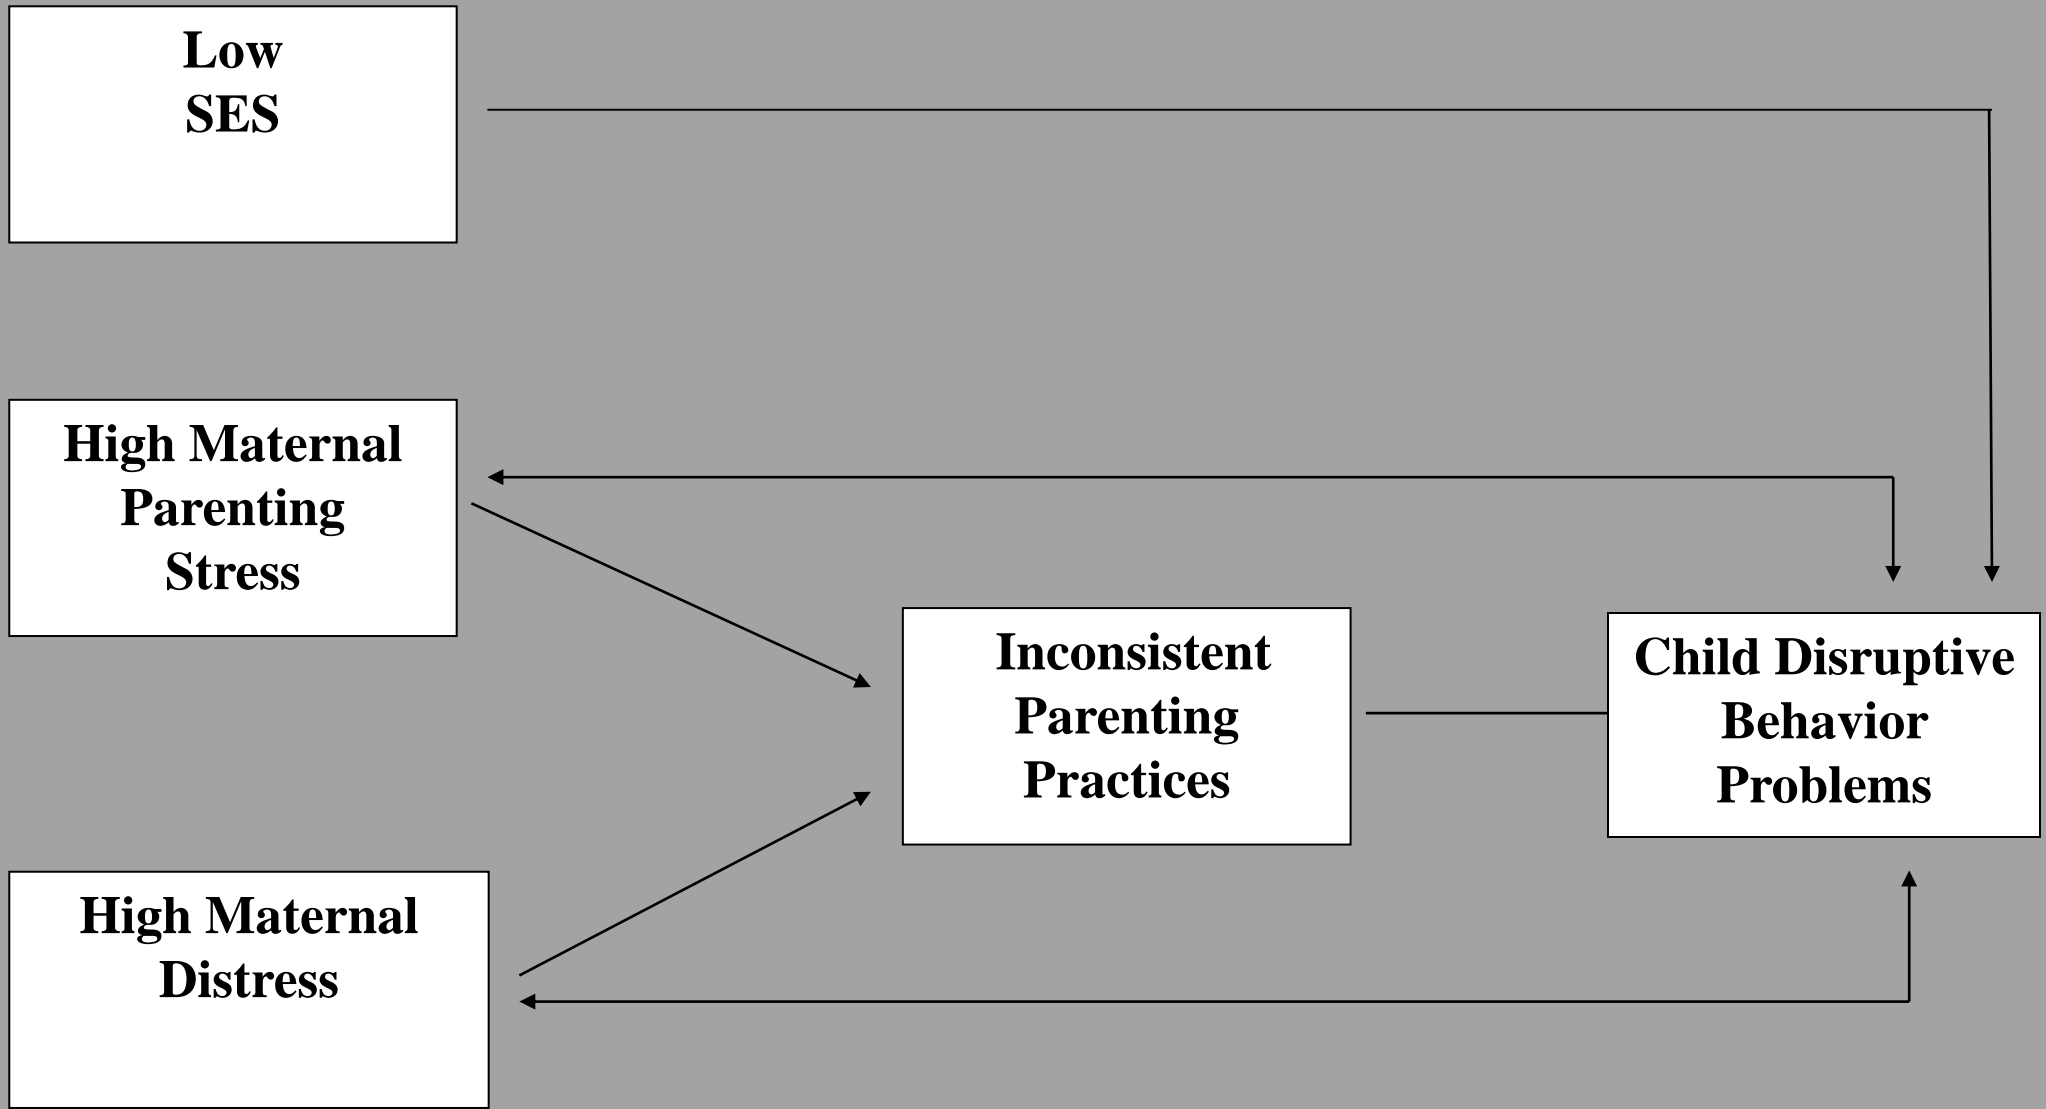 Low
SES
High Maternal
Parenting
Stress
Inconsistent
Parenting
Practices
Child Disruptive
Behavior
Problems
High Maternal
Distress